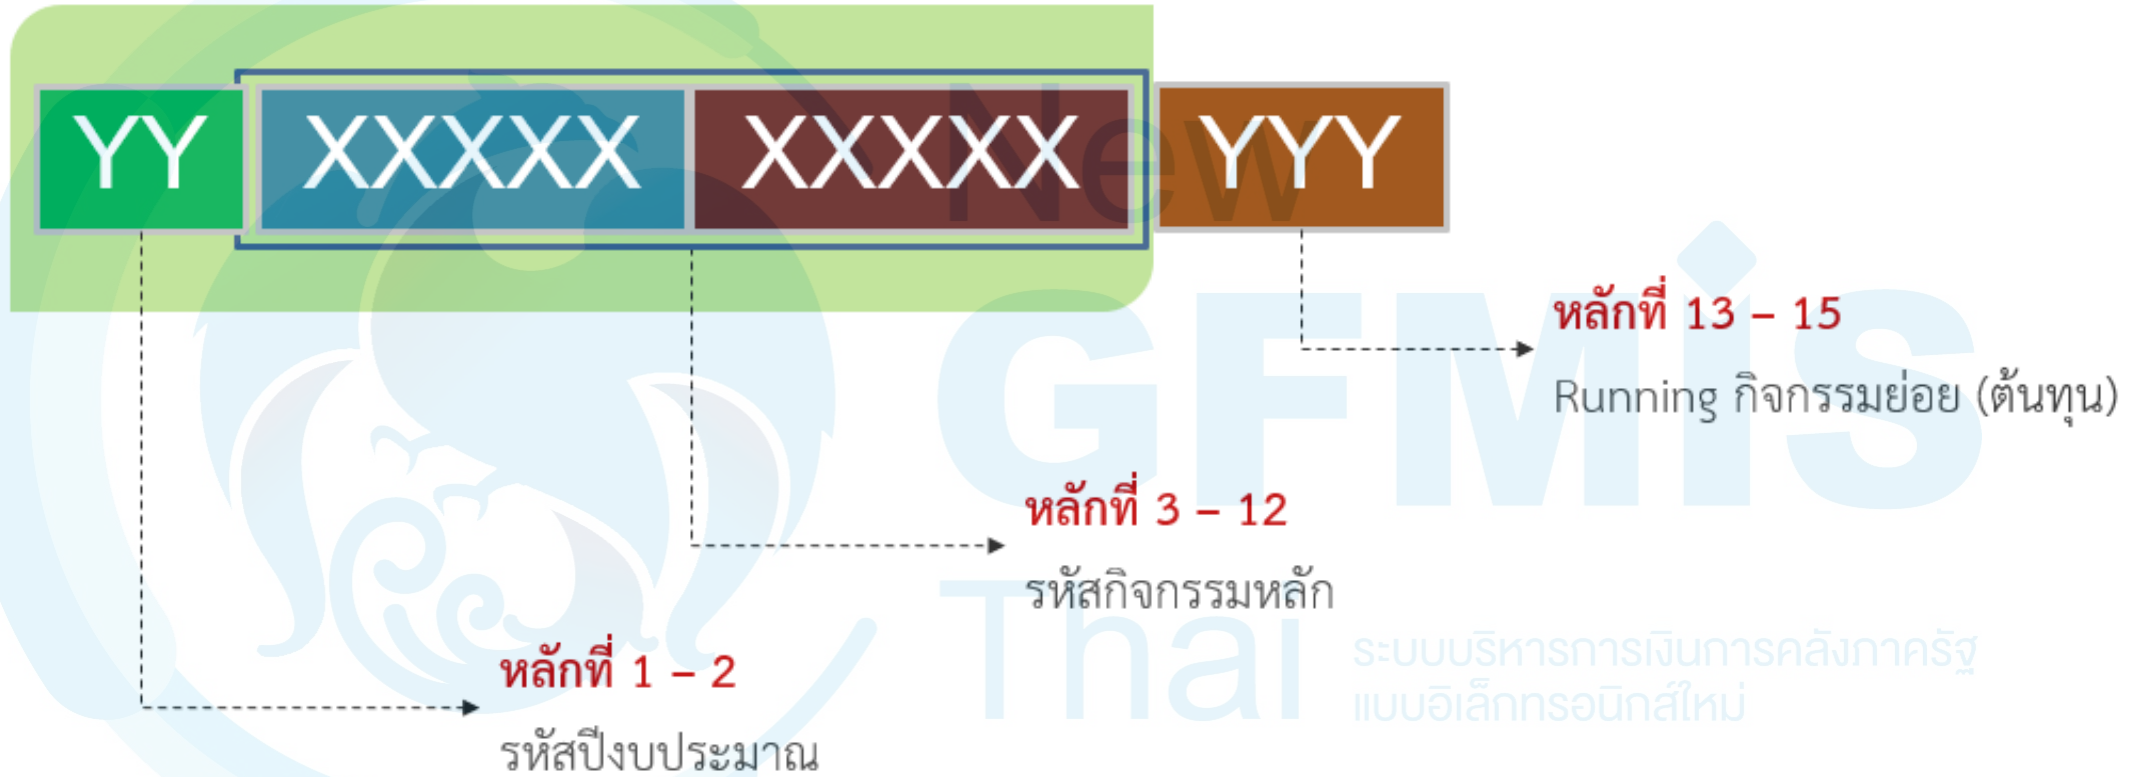 YY XXXXX XXXXX YYY
หลักที่ 13 – 15
Running กิจกรรมย่อย (ต้นทุน)
หลักที่ 3 – 12
รหัสกิจกรรมหลัก
หลักที่ 1 – 2
รหัสปีงบประมาณ
New
GFMiS
Thai
ระบบบริหารการเงินการคลังภาครัฐ
แบบอิเล็กทรอนิกส์ใหม่